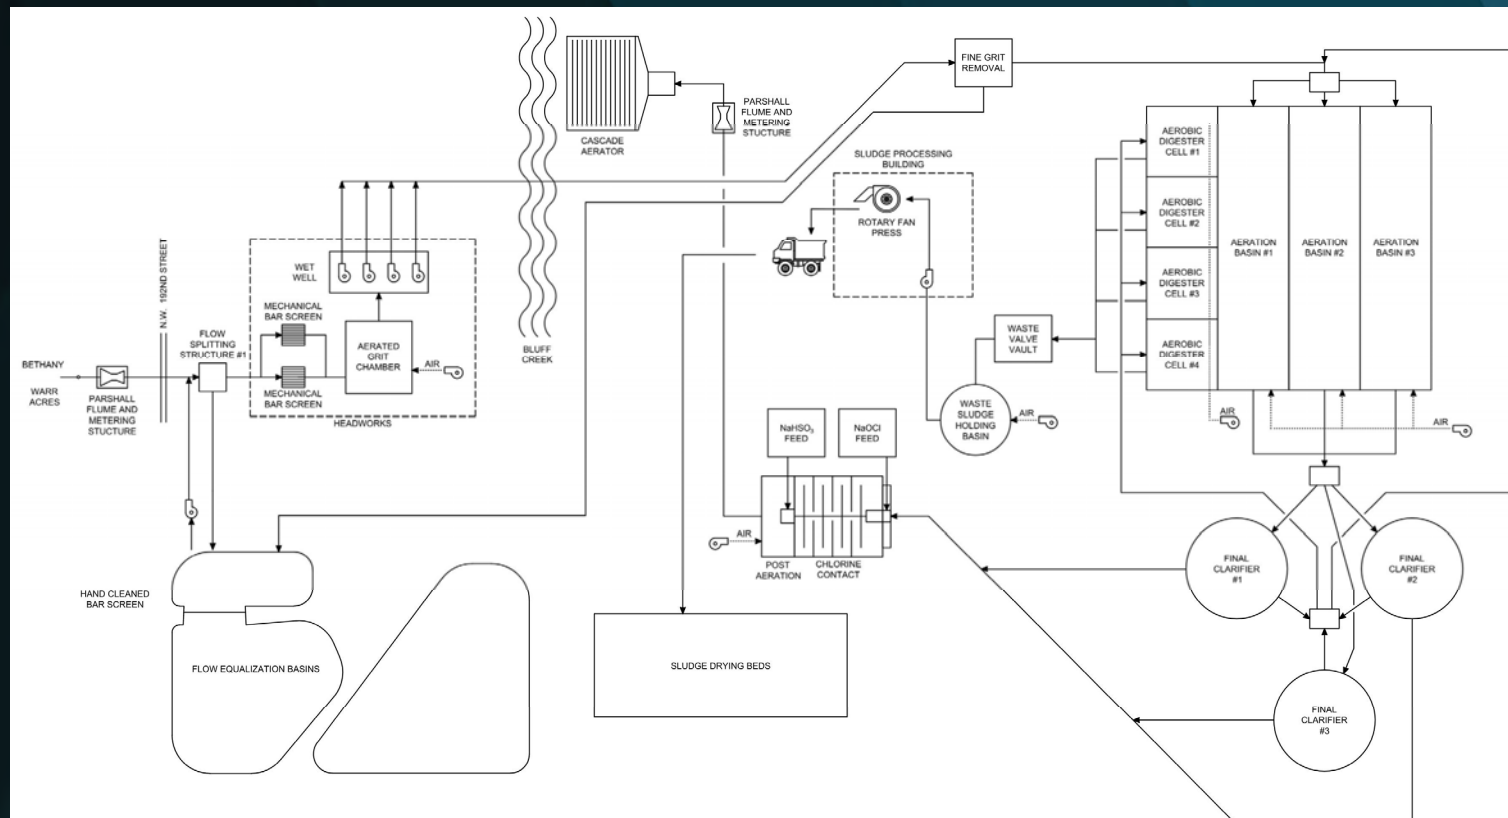 FINE GRIT
REMOVAL
PARSHALL
FLUME AND
METERING
STUCTURE
CASCADE
AERATOR
SLUDGE PROCESSING
BUILDING
ROTARY FAN
PRESS
AEROBIC
DIGESTER
CELL #1
AEROBIC
DIGESTER
CELL #2
AEROBIC
DIGESTER
CELL #3
AEROBIC
DIGESTER
CELL #4
AERATION
BASIN #1
AERATION
BASIN #2
AERATION
BASIN #3
N.W. 192ND STREET
WET
WELL
MECHANICAL
BAR SCREEN
FLOW
SPLITTING
STRUCTURE #1
AERATED
GRIT
CHAMBER
AIR
MECHANICAL
BAR SCREEN
HEADWORKS
BETHANY
WARR
ACRES
PARSHALL
FLUME AND
METERING
STUCTURE
BLUFF
CREEK
WASTE
VALVE
VAULT
WASTE
SLUDGE
HOLDING
BASIN
AIR
AIR
AIR
NaHSO₃
FEED
NaOCl
FEED
AIR
POST
AERATION
CHLORINE
CONTACT
FINAL
CLARIFIER
#1
FINAL
CLARIFIER
#2
FINAL
CLARIFIER
#3
HAND CLEANED
BAR SCREEN
FLOW EQUALIZATION BASINS
SLUDGE DRYING BEDS